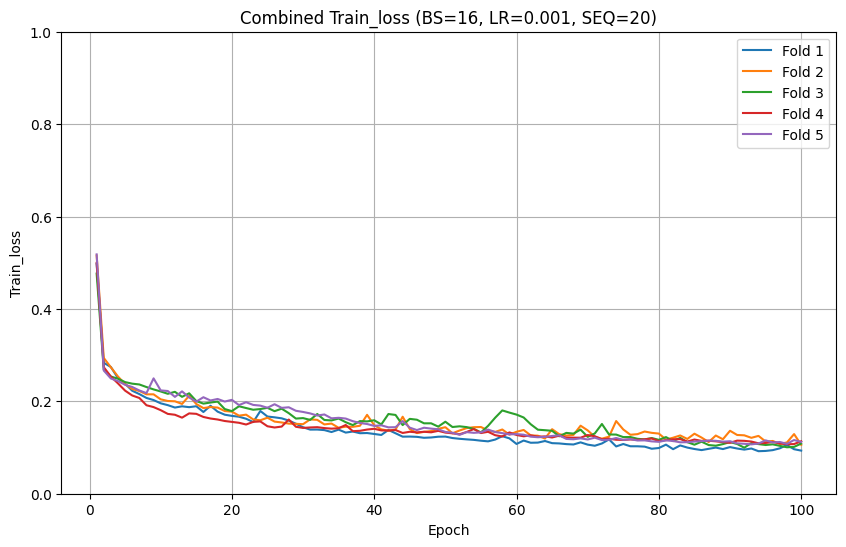 Combined Train_loss (BS=16, LR=0.001, SEQ=20)
1.0
0.8
0.6
0.4
0.2
0.0
Train_loss
0 20 40 60 80 100
Epoch
Fold 1
Fold 2
Fold 3
Fold 4
Fold 5